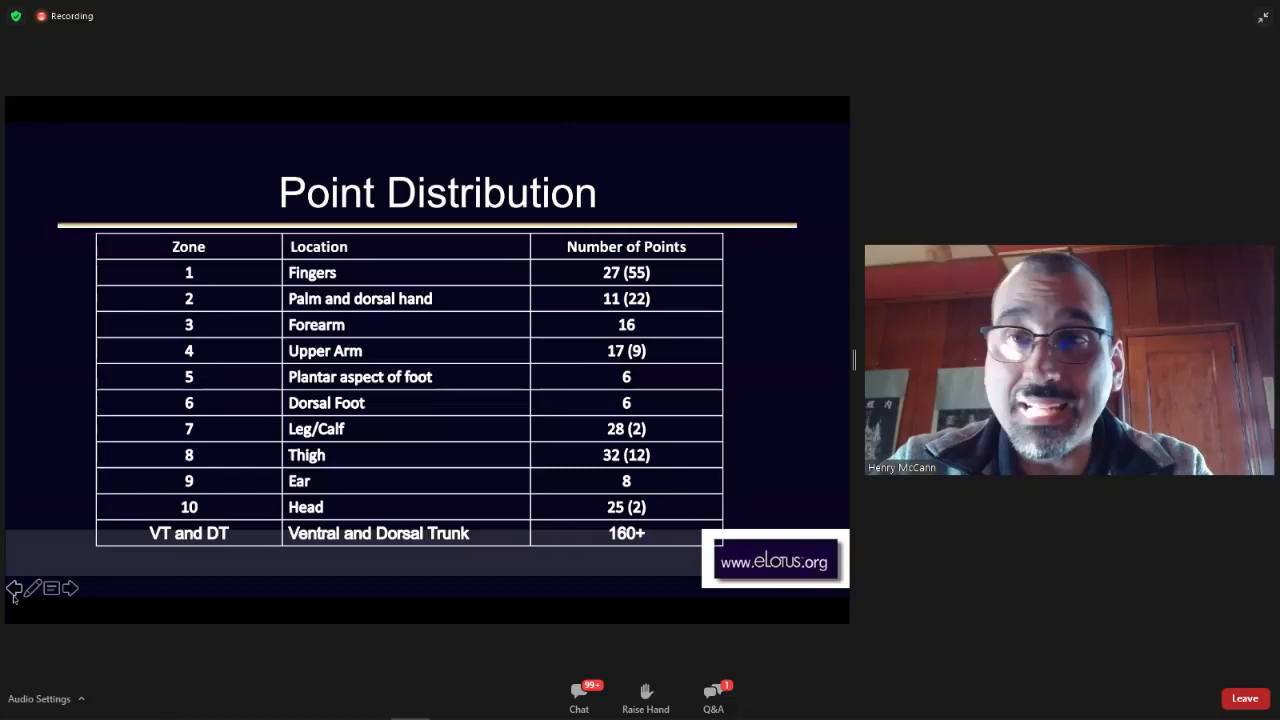 Recording
Point Distribution
Zone Location Number of Points
1 Fingers 27 (55)
2 Palm and dorsal hand 11 (22)
3 Forearm 16
4 Upper Arm 17 (9)
5 Plantar aspect of foot 6
6 Dorsal Foot 6
7 Leg/Calf 28 (2)
8 Thigh 32 (12)
9 Ear 8
10 Head 25 (2)
VT and DT Ventral and Dorsal Trunk 160+
www.eLotus.org
Henry McCann
Audio Settings
99+
Chat
Raise Hand
1
Q&A
Leave